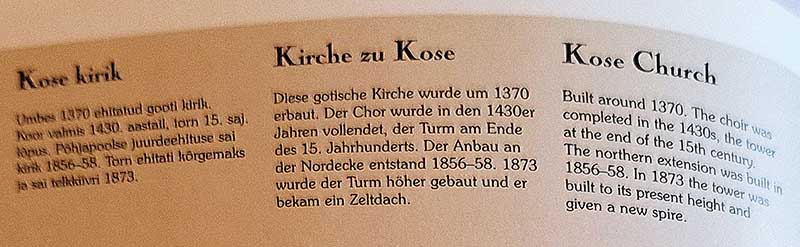 Kose kirik
Umbes 1370 ehitatud gooti kirik.
Koor valmis 1430. aastail, torn 15. saj.
lõpus. Põhjapoolse juurdeehituse sai
kirik 1856–58. Torn ehitati kõrgemaks
ja sai telkkiivri 1873.
Kirche zu Kose
Diese gotische Kirche wurde um 1370
erbaut. Der Chor wurde in den 1430er
Jahren vollendet, der Turm am Ende
des 15. Jahrhunderts. Der Anbau an
der Nordecke entstand 1856–58. 1873
wurde der Turm höher gebaut und er
bekam ein Zeltdach.
Kose Church
Built around 1370. The choir was
completed in the 1430s, the tower
at the end of the 15th century.
The northern extension was built in
1856–58. In 1873 the tower was
built to its present height and
given a new spire.